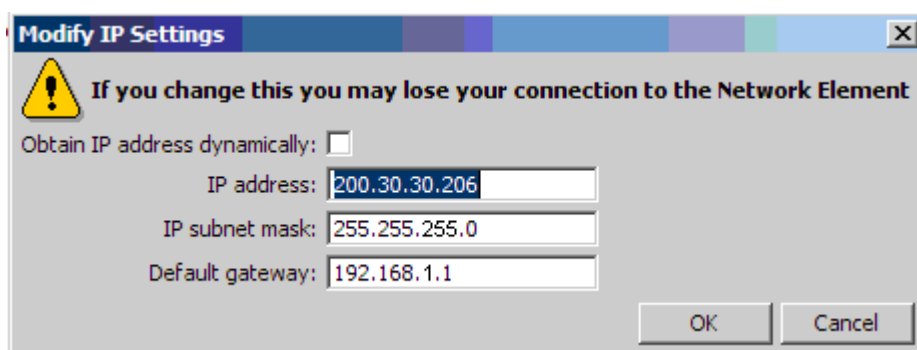 Modify IP Settings
If you change this you may lose your connection to the Network Element
Obtain IP address dynamically:
IP address: 200.30.30.206
IP subnet mask: 255.255.255.0
Default gateway: 192.168.1.1
OK Cancel